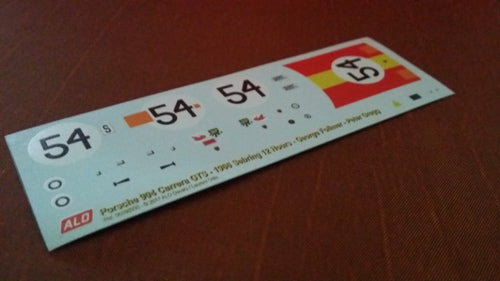 54
S
54
54
54
Porsche 904 Carrera GTS - 1966 Sebring 12 Hours - George Follmer - Peter Gregg
ALO